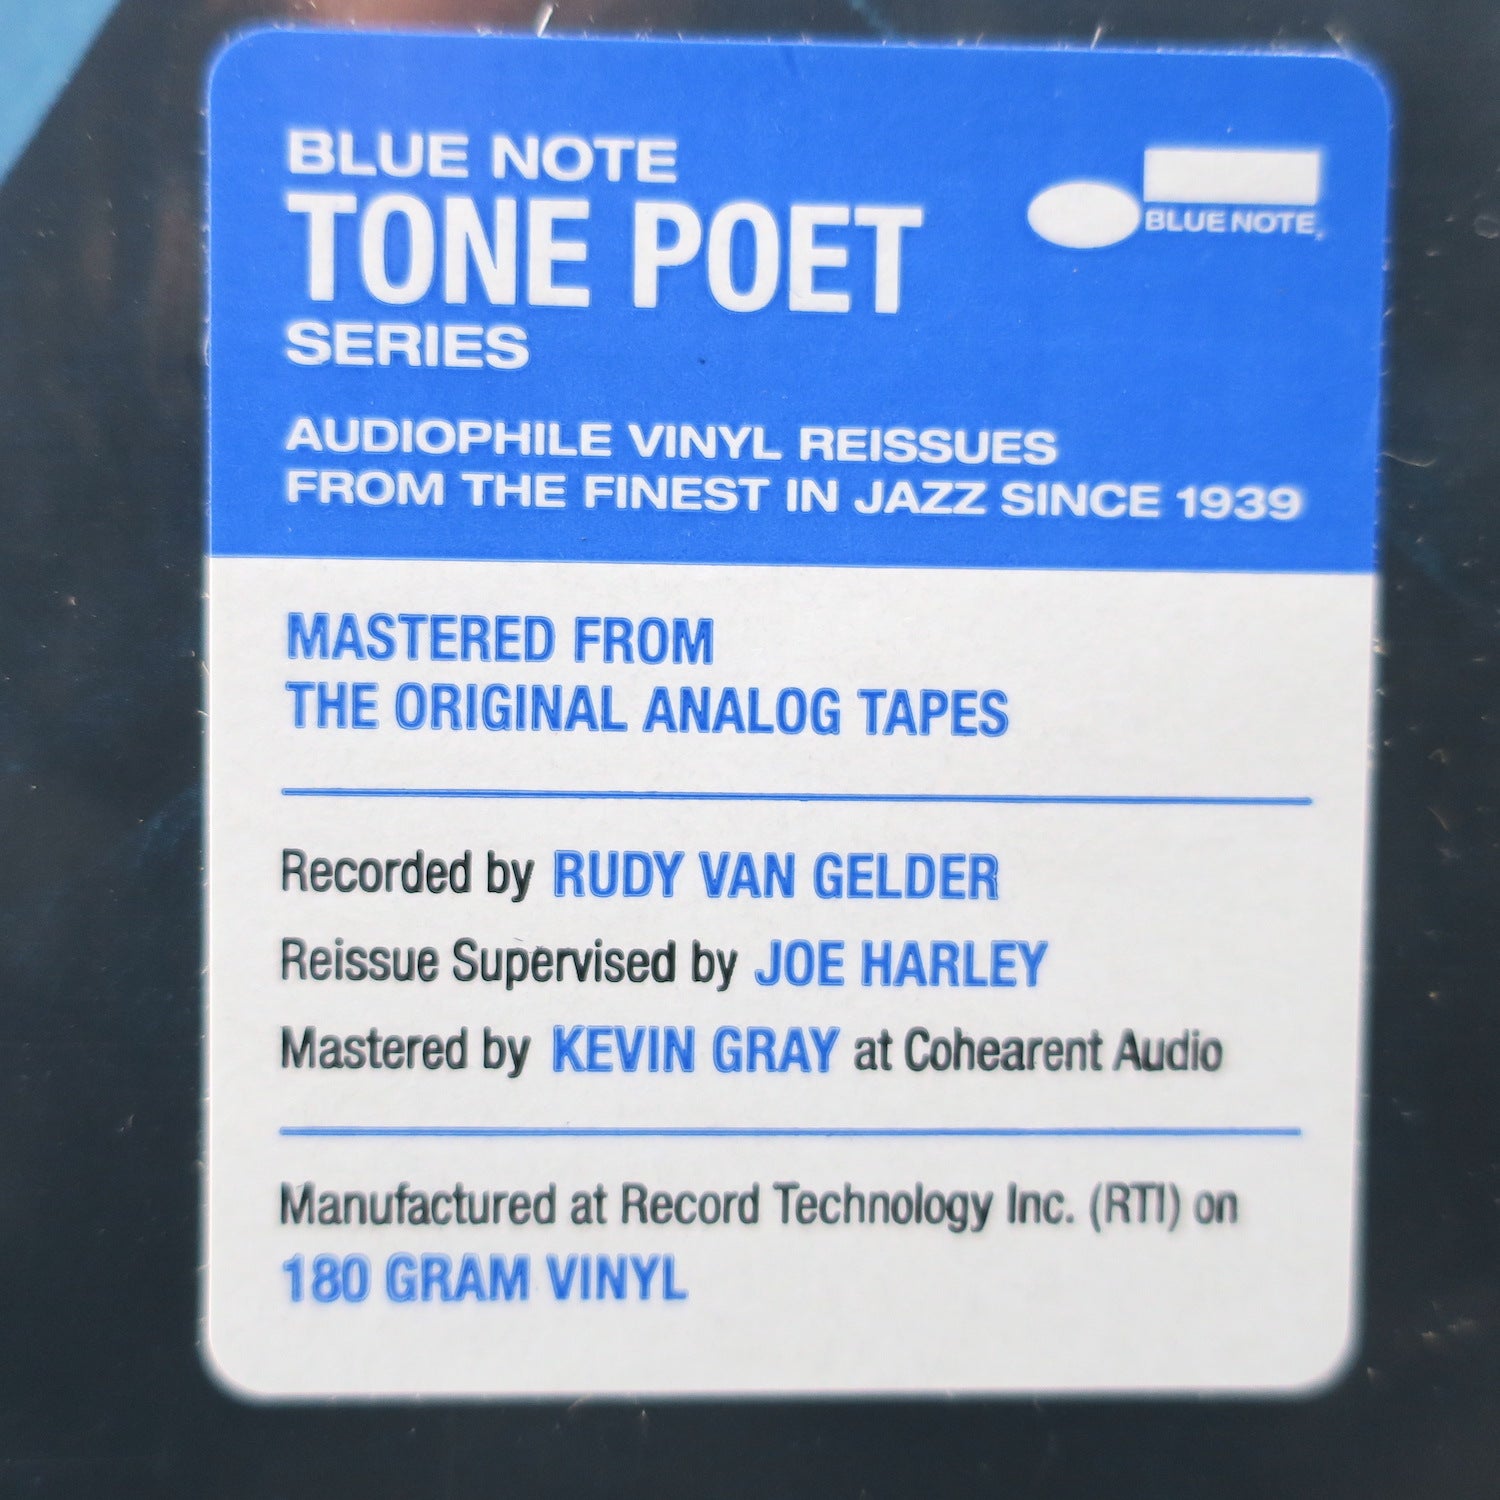 BLUE NOTE
TONE POET
SERIES
BLUE NOTE
AUDIOPHILE VINYL REISSUES
FROM THE FINEST IN JAZZ SINCE 1939
MASTERED FROM
THE ORIGINAL ANALOG TAPES
Recorded by RUDY VAN GELDER
Reissue Supervised by JOE HARLEY
Mastered by KEVIN GRAY at Cohearent Audio
Manufactured at Record Technology Inc. (RTI) on
180 GRAM VINYL